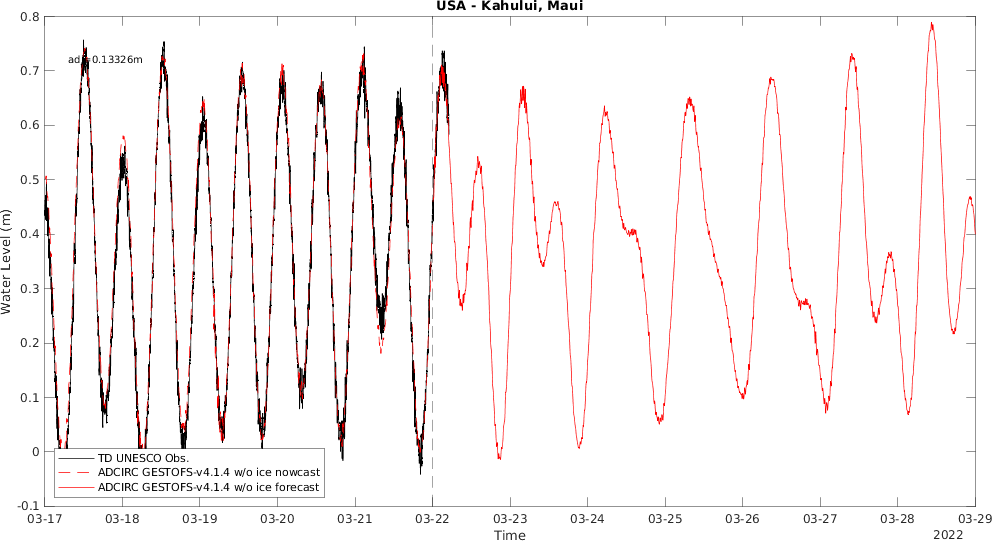 USA - Kahului, Maui
0.8
0.7
0.6
0.5
0.4
0.3
0.2
0.1
0
-0.1
Water Level (m)
TD UNESCO Obs.
ADCIRC GESTOFS-v4.1.4 w/o ice nowcast
ADCIRC GESTOFS-v4.1.4 w/o ice forecast
03-17 03-18 03-19 03-20 03-21 03-22 03-23 03-24 03-25 03-26 03-27 03-28 03-29
Time
2022